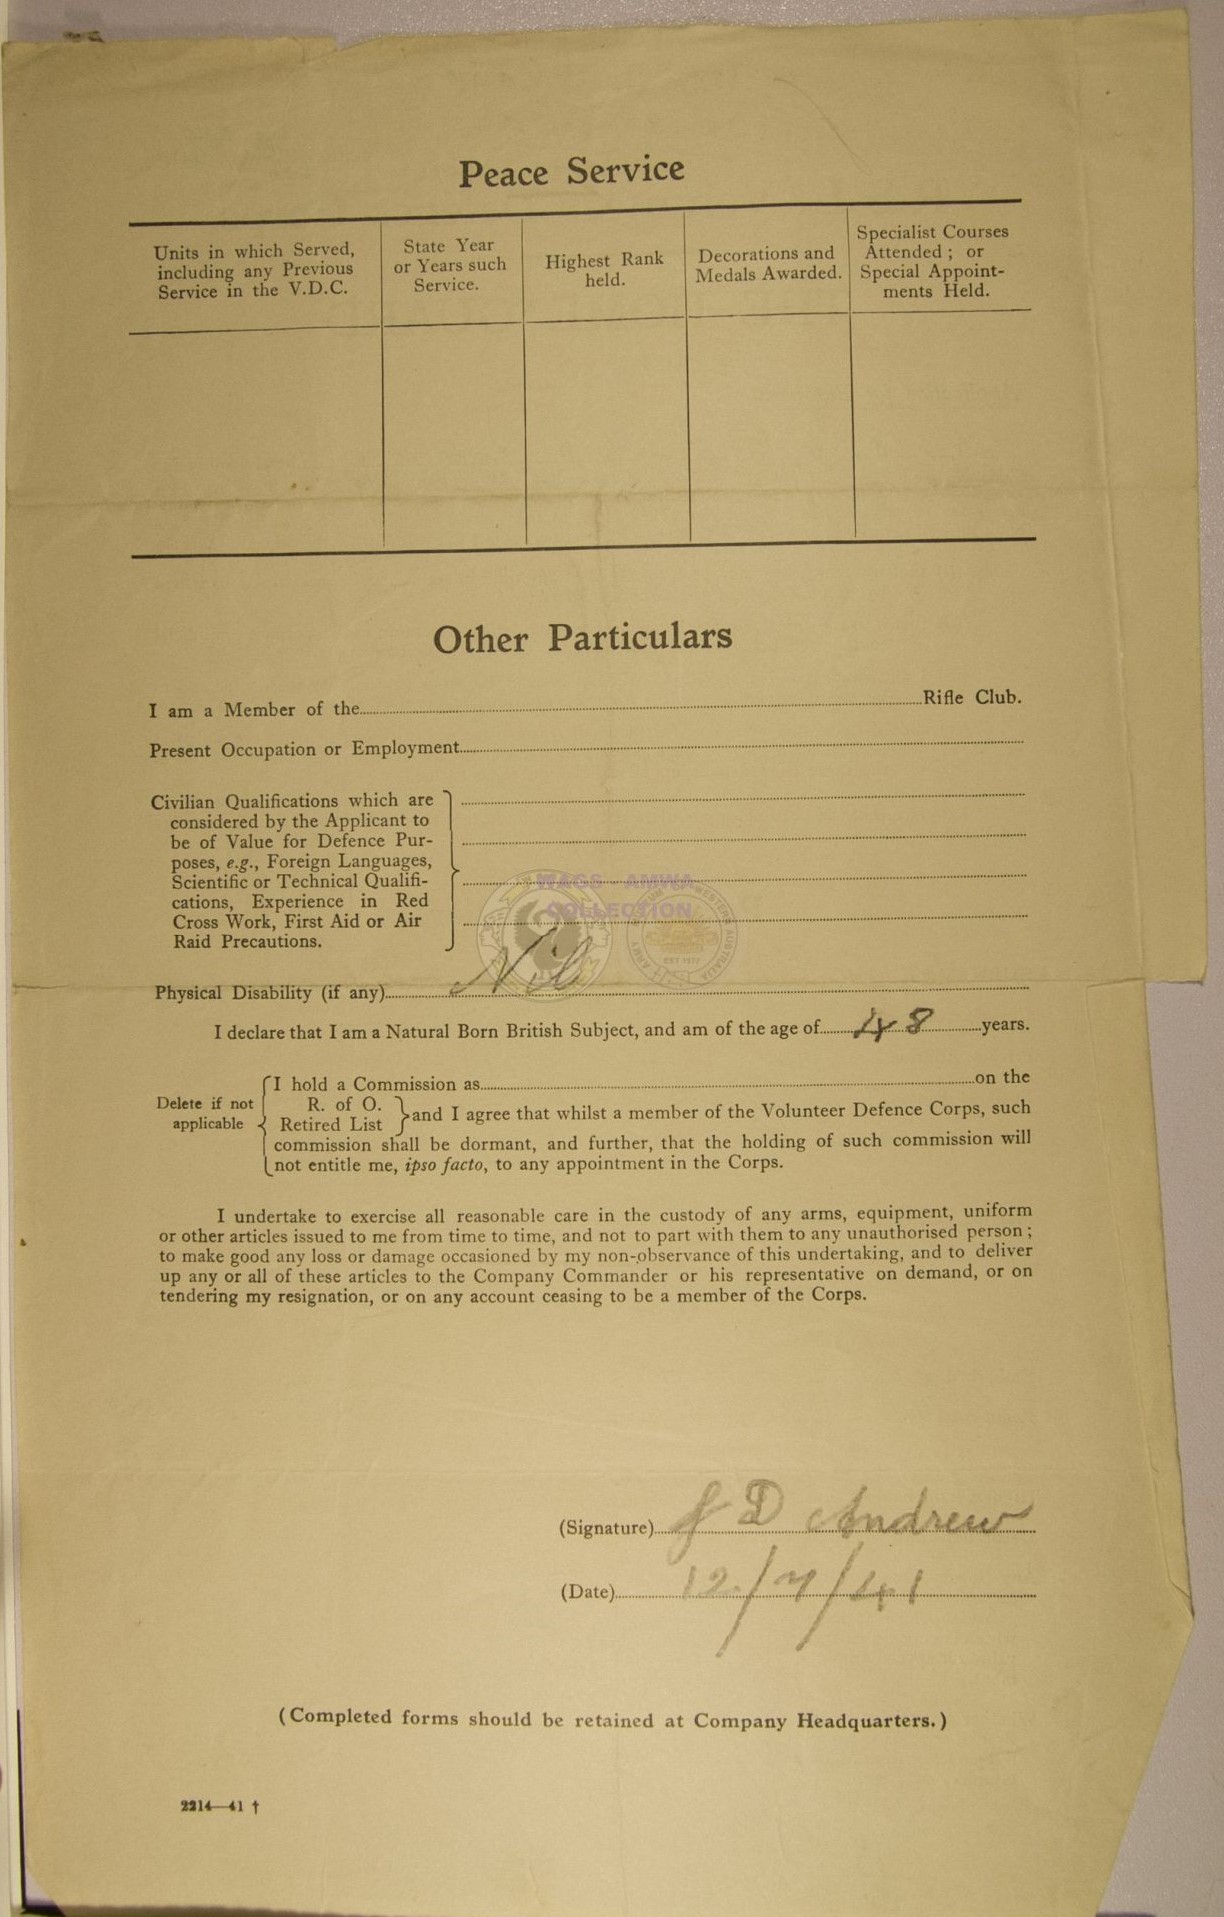 Peace Service
Units in which Served,
including any Previous
Service in the V.D.C.
State Year
or Years such
Service.
Highest Rank
held.
Decorations and
Medals Awarded.
Specialist Courses
Attended ; or
Special Appoint-
ments Held.
Other Particulars
I am a Member of the Rifle Club.
Present Occupation or Employment
Civilian Qualifications which are
considered by the Applicant to
be of Value for Defence Pur-
poses, e.g., Foreign Languages,
Scientific or Technical Qualifi-
cations, Experience in Red
Cross Work, First Aid or Air
Raid Precautions.
WAGS AMWA
COLLECTION
Physical Disability (if any) Nil
I declare that I am a Natural Born British Subject, and am of the age of 48 years.
Delete if not
applicable
I hold a Commission as on the
R. of O.
Retired List
and I agree that whilst a member of the Volunteer Defence Corps, such
commission shall be dormant, and further, that the holding of such commission will
not entitle me, ipso facto, to any appointment in the Corps.
I undertake to exercise all reasonable care in the custody of any arms, equipment, uniform
or other articles issued to me from time to time, and not to part with them to any unauthorised person ;
to make good any loss or damage occasioned by my non-observance of this undertaking, and to deliver
up any or all of these articles to the Company Commander or his representative on demand, or on
tendering my resignation, or on any account ceasing to be a member of the Corps.
(Signature) J D Andrew
(Date) 12/7/41
(Completed forms should be retained at Company Headquarters.)
2214—41 †